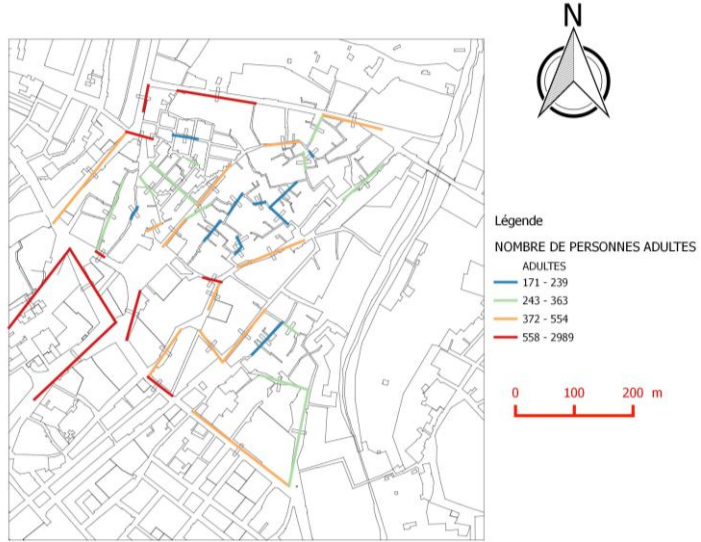 N
Légende
NOMBRE DE PERSONNES ADULTES
ADULTES
171 - 239
243 - 363
372 - 554
558 - 2989
0 100 200 m